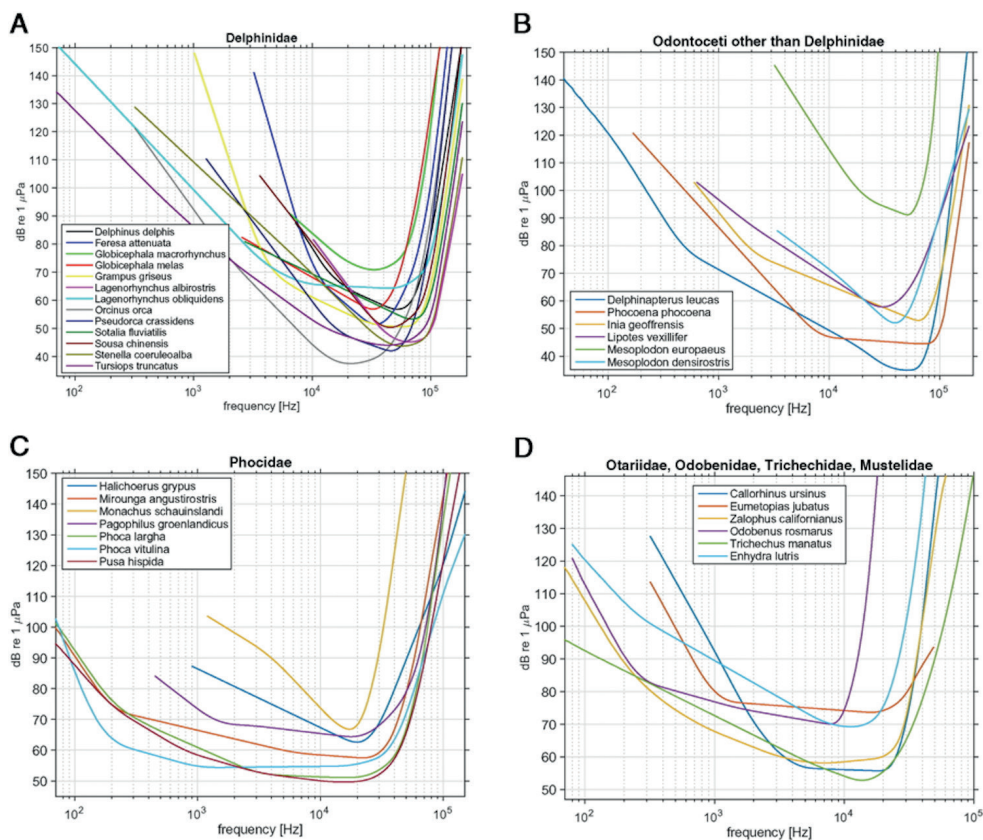 A
Delphinidae
150
140
130
120
110
100
90
80
70
60
50
40
dB re 1 μPa
Delphinus delphis
Feresa attenuata
Globicephala macrorhynchus
Globicephala melas
Grampus griseus
Lagenorhynchus albirostris
Lagenorhynchus obliquidens
Orcinus orca
Pseudorca crassidens
Sotalia fluviatilis
Sousa chinensis
Stenella coeruleoalba
Tursiops truncatus
10² 10³ 10⁴ 10⁵
frequency [Hz]
B
Odontoceti other than Delphinidae
150
140
130
120
110
100
90
80
70
60
50
40
dB re 1 μPa
Delphinapterus leucas
Phocoena phocoena
Inia geoffrensis
Lipotes vexillifer
Mesoplodon europaeus
Mesoplodon densirostris
10² 10³ 10⁴ 10⁵
frequency [Hz]
C
Phocidae
150
140
130
120
110
100
90
80
70
60
50
dB re 1 μPa
Halichoerus grypus
Mirounga angustirostris
Monachus schauinslandi
Pagophilus groenlandicus
Phoca largha
Phoca vitulina
Pusa hispida
10² 10³ 10⁴ 10⁵
frequency [Hz]
D
Otariidae, Odobenidae, Trichechidae, Mustelidae
140
130
120
110
100
90
80
70
60
50
dB re 1 μPa
Callorhinus ursinus
Eumetopias jubatus
Zalophus californianus
Odobenus rosmarus
Trichechus manatus
Enhydra lutris
10² 10³ 10⁴ 10⁵
frequency [Hz]